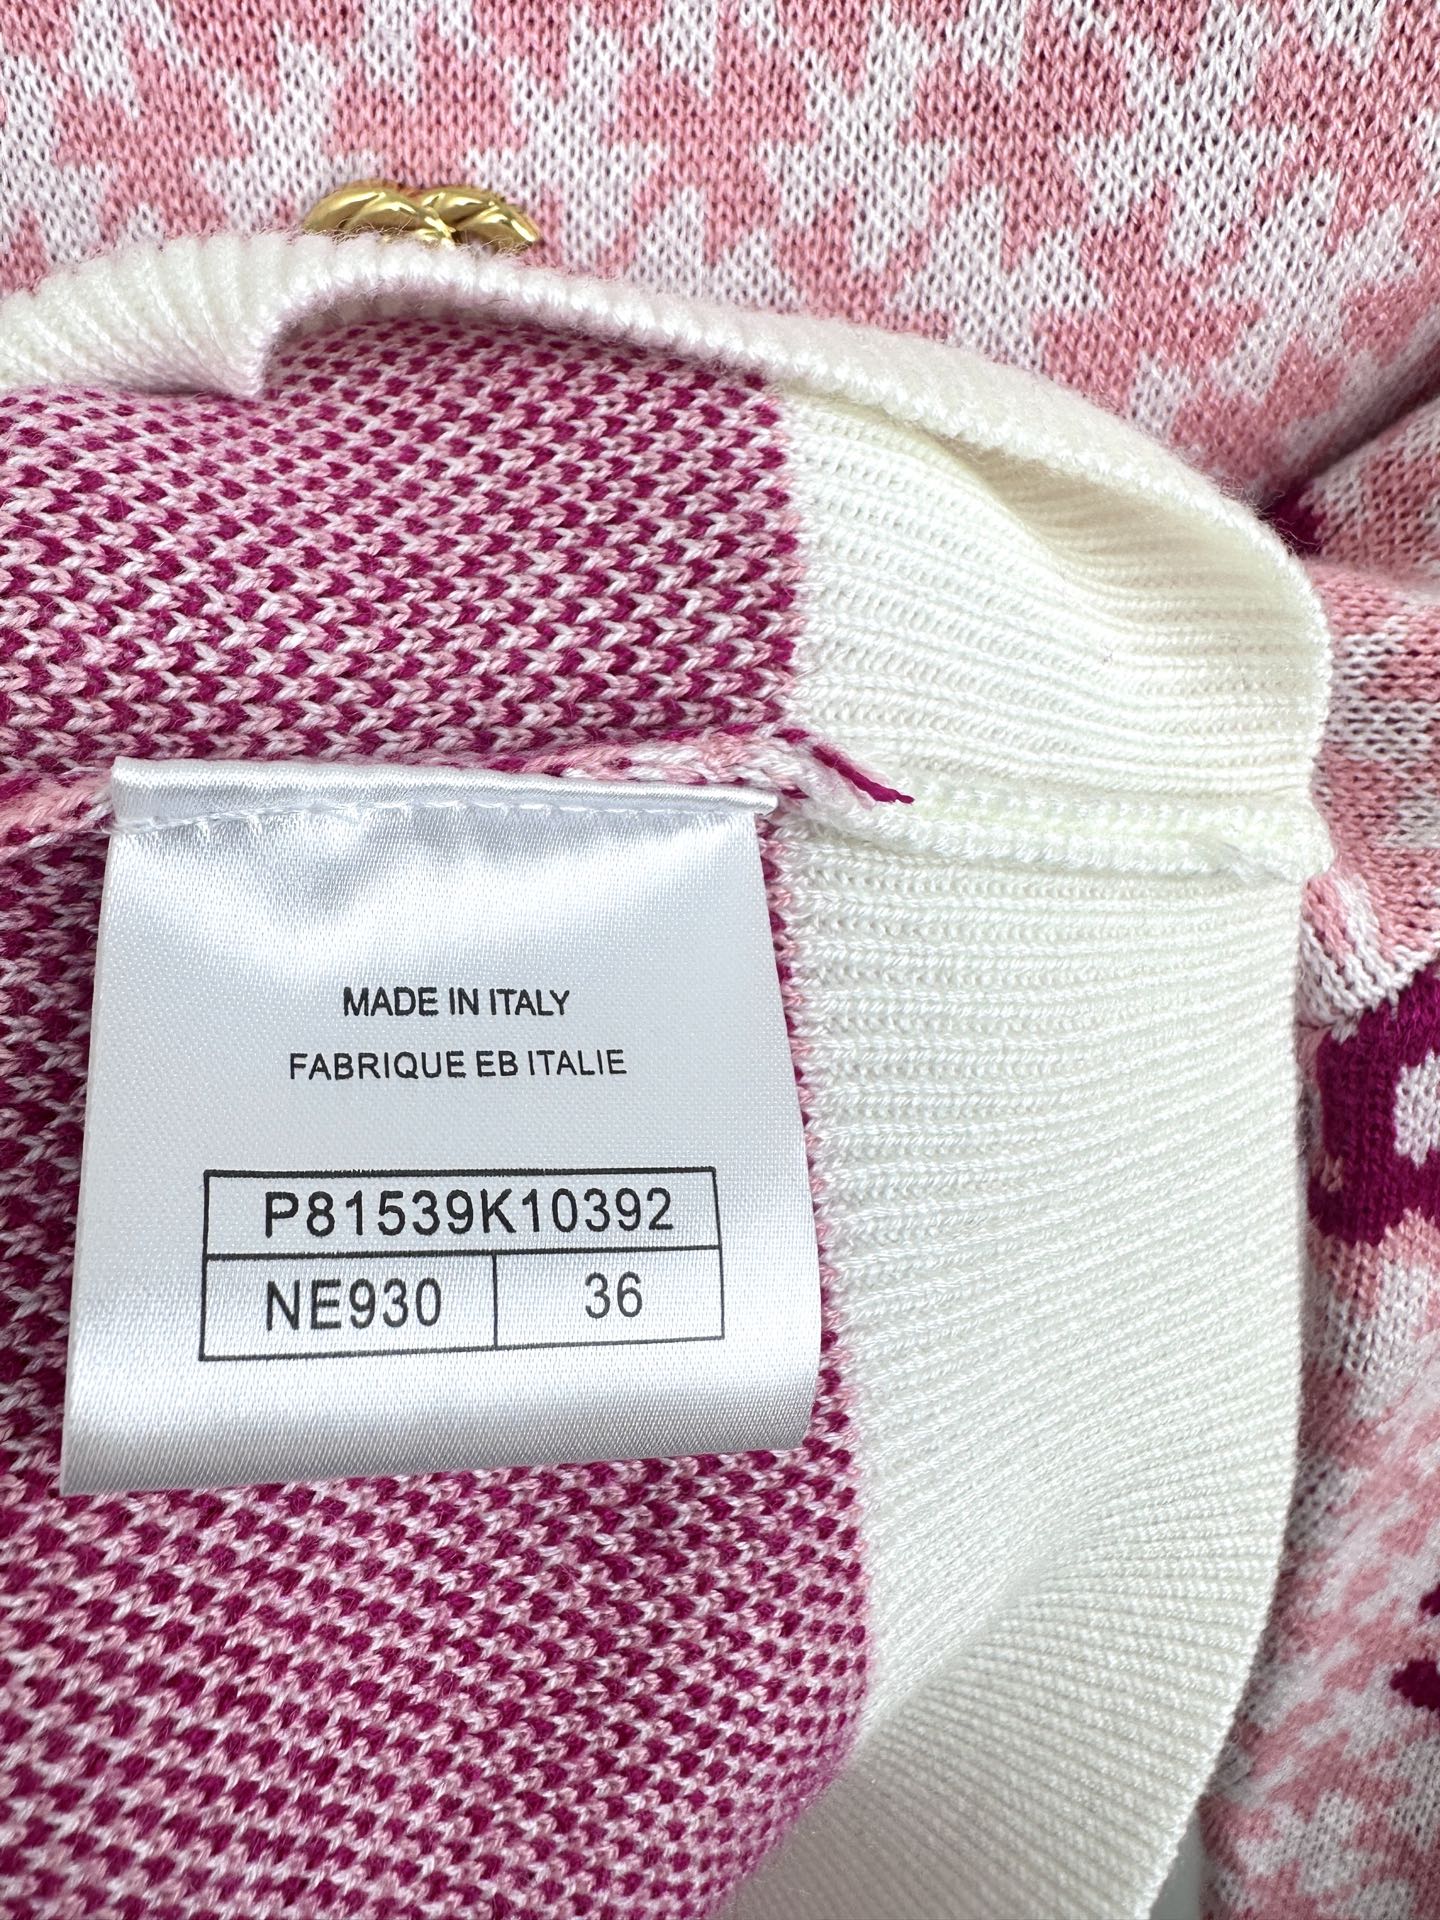 MADE IN ITALY
FABRIQUE EB ITALIE
P81539K10392
NE930 36